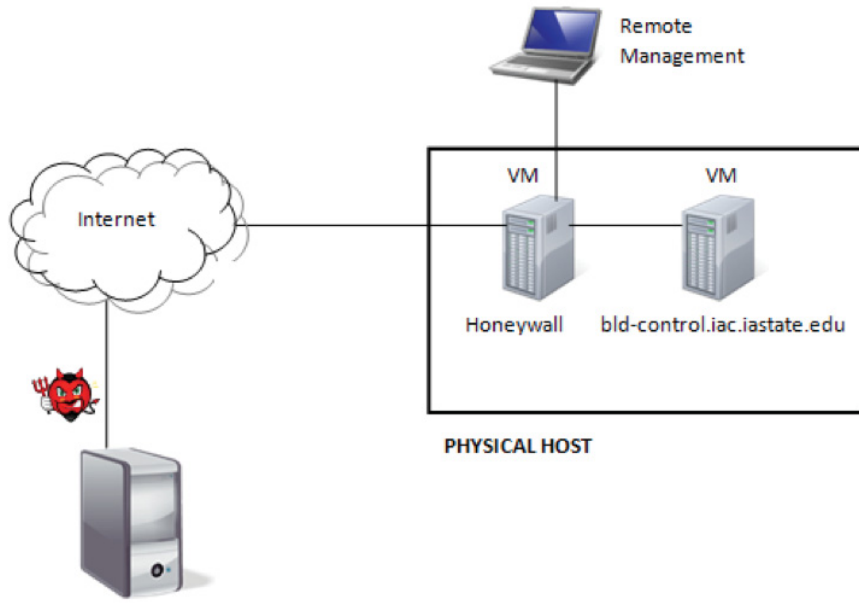 Remote
Management
VM
VM
Internet
Honeywall
bld-control.iac.iastate.edu
PHYSICAL HOST